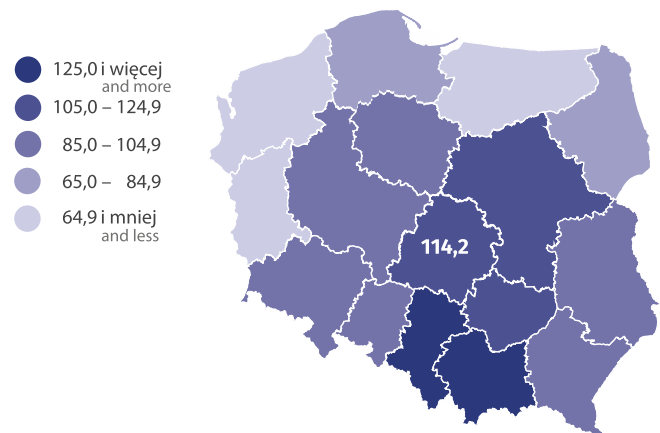 125,0 i więcej
and more
105,0 – 124,9
85,0 – 104,9
65,0 – 84,9
64,9 i mniej
and less
114,2